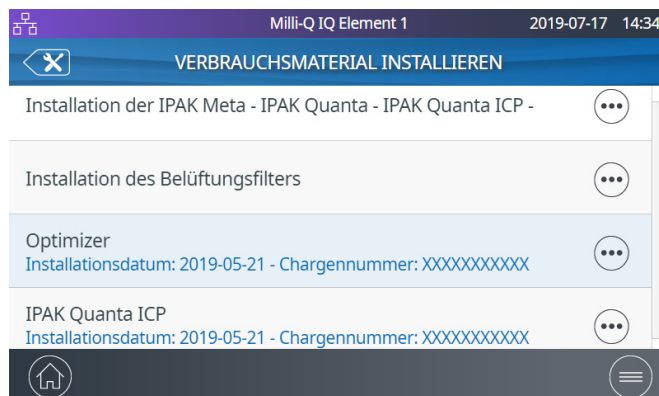 Milli-Q IQ Element 1 2019-07-17 14:34
VERBRAUCHSMATERIAL INSTALLIEREN
Installation der IPAK Meta - IPAK Quanta - IPAK Quanta ICP -
Installation des Belüftungsfilters
Optimizer
Installationsdatum: 2019-05-21 - Chargennummer: XXXXXXXXXXX
IPAK Quanta ICP
Installationsdatum: 2019-05-21 - Chargennummer: XXXXXXXXXXX